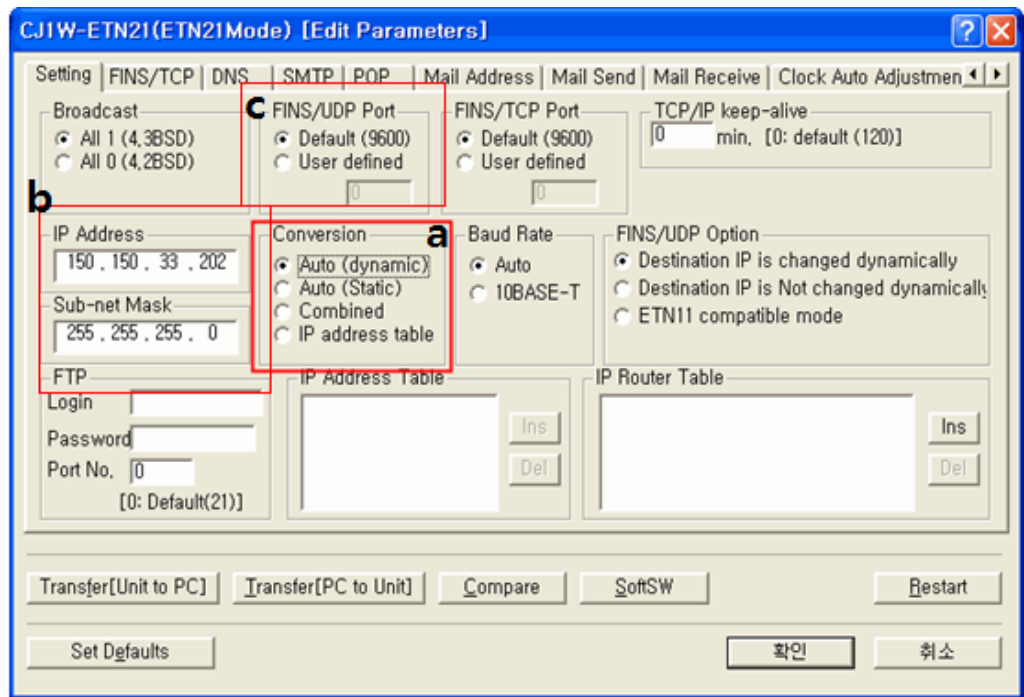 CJ1W-ETN21(ETN21Mode) [Edit Parameters]
Setting FINS/TCP DNS SMTP POP Mail Address Mail Send Mail Receive Clock Auto Adjustmen
Broadcast
All 1 (4,3BSD)
All 0 (4,2BSD)
c
FINS/UDP Port
Default (9600)
User defined
0
FINS/TCP Port
Default (9600)
User defined
0
TCP/IP keep-alive
0 min, [0: default (120)]
b
IP Address
150 . 150 . 33 . 202
Sub-net Mask
255 . 255 . 255 . 0
a
Conversion
Auto (dynamic)
Auto (Static)
Combined
IP address table
Baud Rate
Auto
10BASE-T
FINS/UDP Option
Destination IP is changed dynamically
Destination IP is Not changed dynamically
ETN11 compatible mode
FTP
Login
Password
Port No, 0
[0: Default(21)]
IP Address Table
Ins
Del
IP Router Table
Ins
Del
Transfer[Unit to PC] Transfer[PC to Unit] Compare SoftSW Restart
Set Defaults 확인 취소